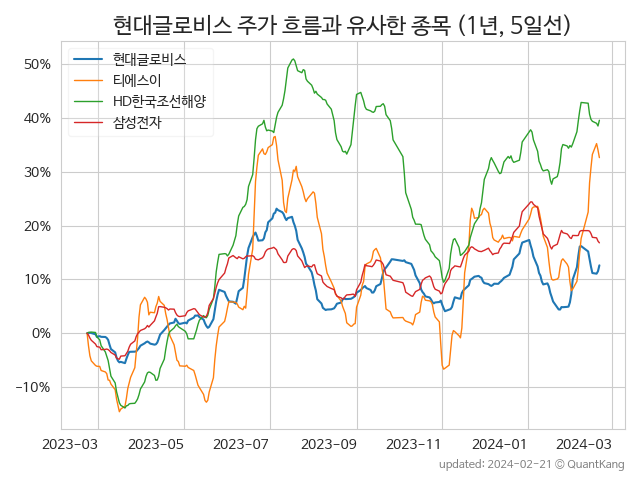 현대글로비스 주가 흐름과 유사한 종목 (1년, 5일선)
현대글로비스
티에스이
HD한국조선해양
삼성전자
50%
40%
30%
20%
10%
0%
−10%
2023-03 2023-05 2023-07 2023-09 2023-11 2024-01 2024-03
updated: 2024-02-21 © QuantKang